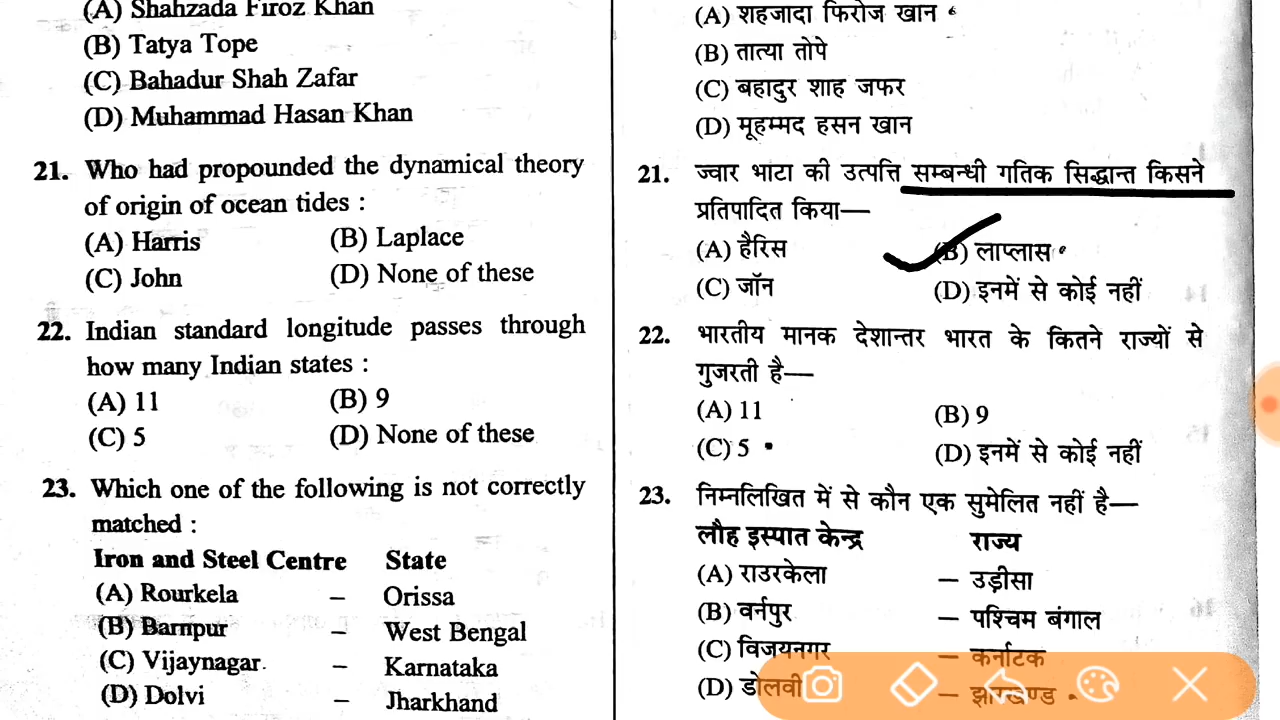 (A) Shahzada Firoz Khan
(B) Tatya Tope
(C) Bahadur Shah Zafar
(D) Muhammad Hasan Khan
21. Who had propounded the dynamical theory
of origin of ocean tides :
(A) Harris (B) Laplace
(C) John (D) None of these
22. Indian standard longitude passes through
how many Indian states :
(A) 11 (B) 9
(C) 5 (D) None of these
23. Which one of the following is not correctly
matched :
Iron and Steel Centre State
(A) Rourkela – Orissa
(B) Barnpur – West Bengal
(C) Vijaynagar. – Karnataka
(D) Dolvi – Jharkhand
(A) शहजादा फिरोज खान
(B) तात्या तोपे
(C) बहादुर शाह जफर
(D) मूहम्मद हसन खान
21. ज्वार भाटा की उत्पत्ति सम्बन्धी गतिक सिद्धान्त किसने
प्रतिपादित किया—
(A) हैरिस (B) लाप्लास
(C) जॉन (D) इनमें से कोई नहीं
22. भारतीय मानक देशान्तर भारत के कितने राज्यों से
गुजरती है—
(A) 11 (B) 9
(C) 5 (D) इनमें से कोई नहीं
23. निम्नलिखित में से कौन एक सुमेलित नहीं है—
लौह इस्पात केन्द्र राज्य
(A) राउरकेला – उड़ीसा
(B) वर्नपुर – पश्चिम बंगाल
(C) विजयनगर – कर्नाटक
(D) डोलवी – झारखण्ड